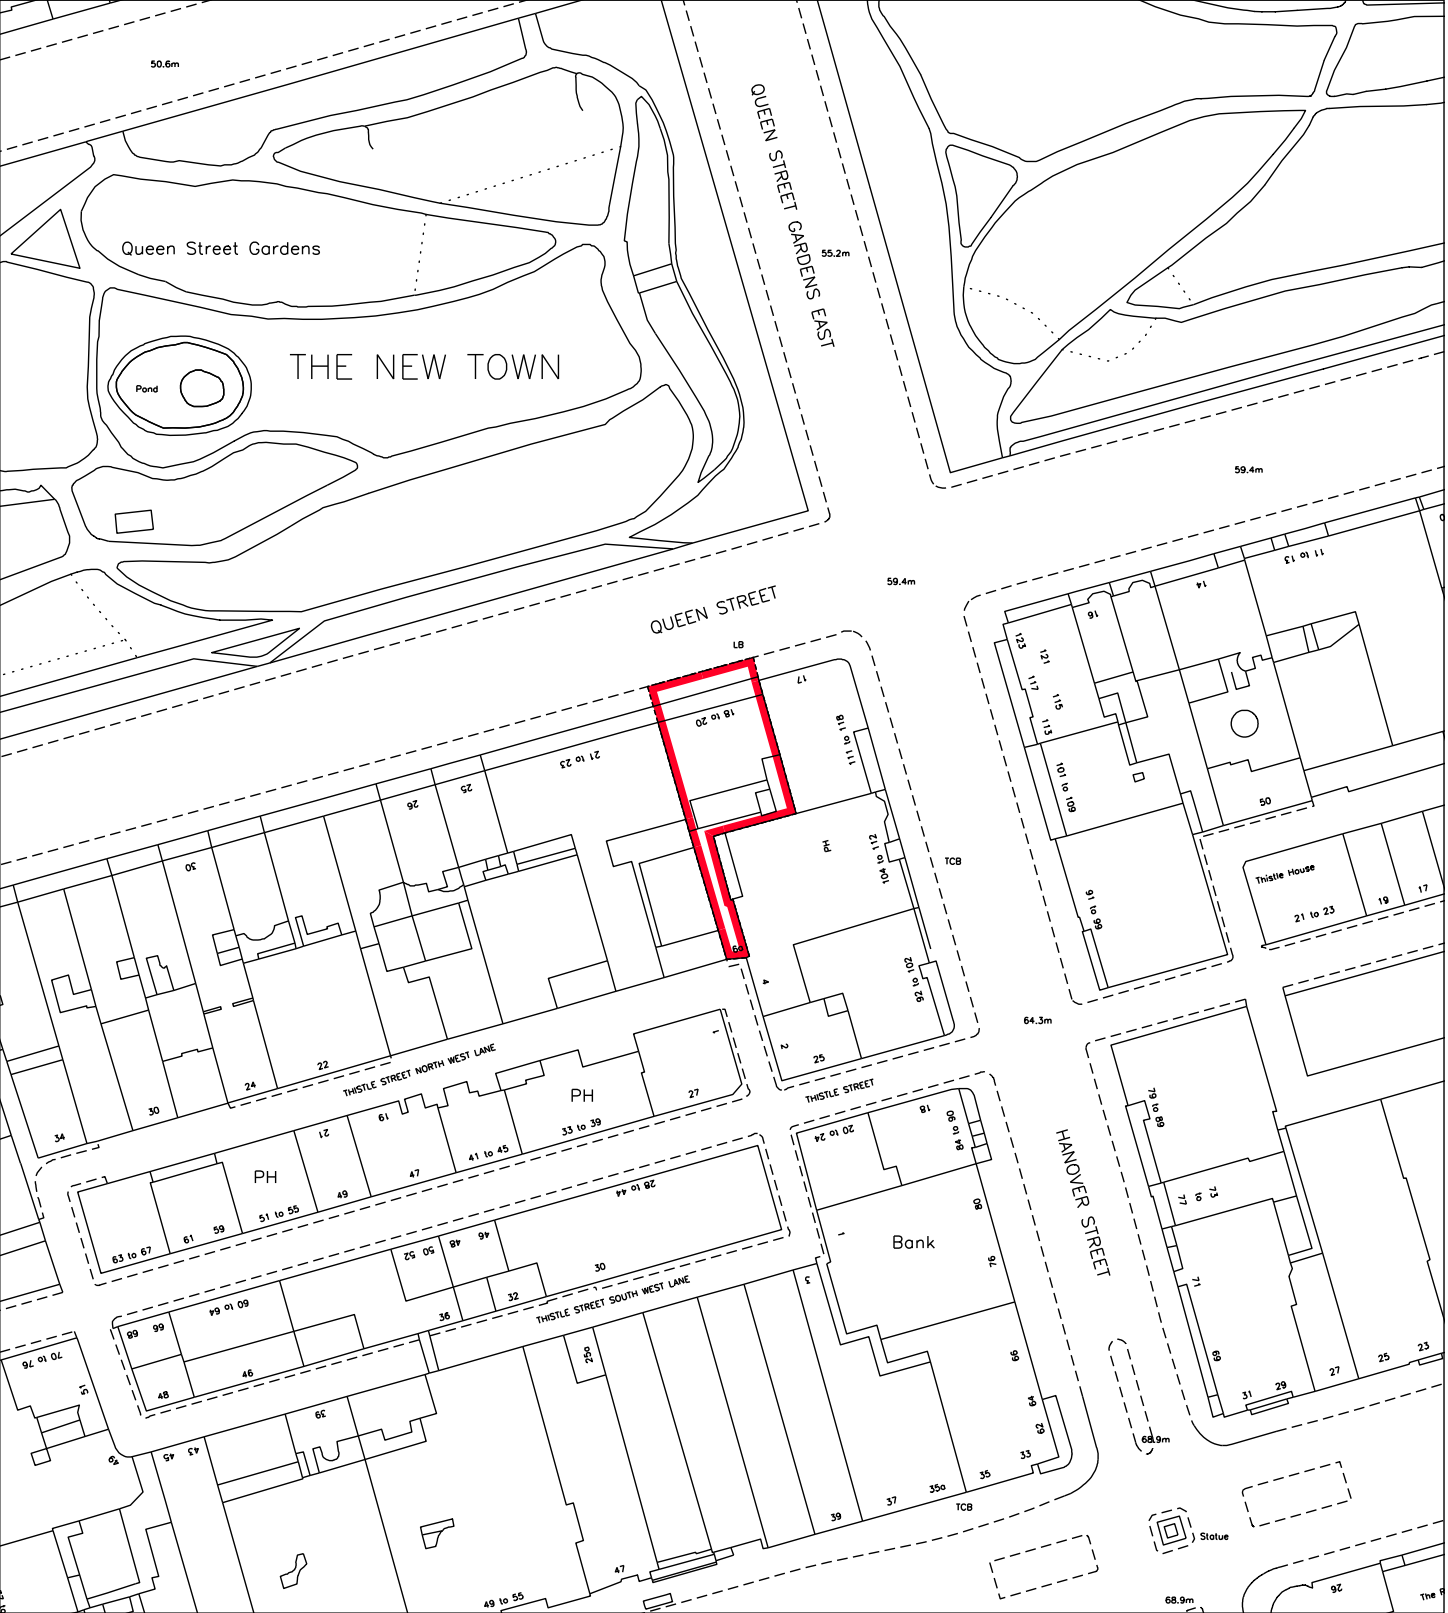 50.6m
QUEEN STREET GARDENS EAST
55.2m
Queen Street Gardens
THE NEW TOWN
Pond
59.4m
59.4m
QUEEN STREET
LB
11 to 13
14
16
123
121
117
115
113
17
18 to 20
111 to 118
21 to 23
25
26
30
101 to 109
50
PH
104 to 112
TCB
Thistle House
21 to 23
19
17
91 to 99
6a
4
92 to 102
2
25
64.3m
1
THISTLE STREET NORTH WEST LANE
22
24
30
34
PH
27
33 to 39
19
21
41 to 45
47
49
PH
51 to 55
59
61
63 to 67
THISTLE STREET
18
20 to 24
84 to 90
79 to 89
HANOVER STREET
73
to
77
28 to 44
80
Bank
1
76
46
48
50
52
30
32
36
THISTLE STREET SOUTH WEST LANE
3
60 to 64
66
68
46
48
70 to 76
51
71
69
66
64
62
25a
39
43
45
23
25
27
29
31
33
35
35a
37
39
TCB
68.9m
Statue
47
49 to 55
68.9m
26